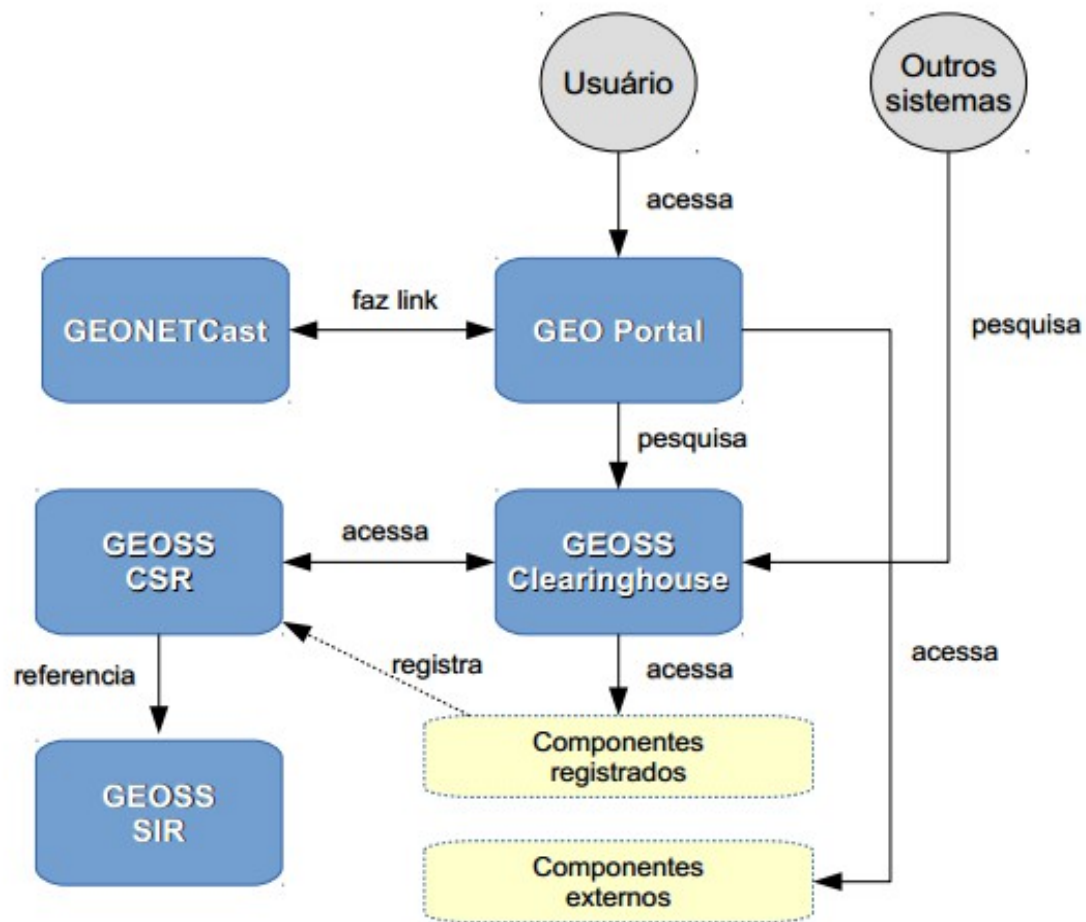 Usuário
Outros
sistemas
acessa
faz link
GEONETCast
GEO Portal
pesquisa
pesquisa
GEOSS
CSR
acessa
GEOSS
Clearinghouse
referencia
registra
acessa
acessa
GEOSS
SIR
Componentes
registrados
Componentes
externos